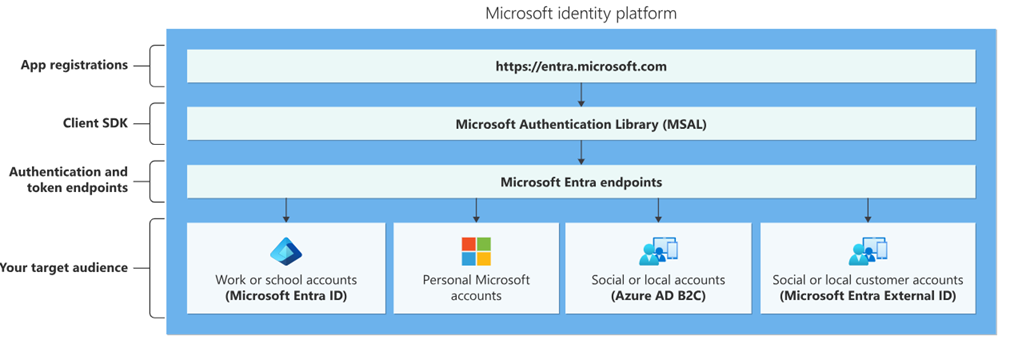 Microsoft identity platform
App registrations
https://entra.microsoft.com
Client SDK
Microsoft Authentication Library (MSAL)
Authentication and
token endpoints
Microsoft Entra endpoints
Your target audience
Work or school accounts
(Microsoft Entra ID)
Personal Microsoft
accounts
Social or local accounts
(Azure AD B2C)
Social or local customer accounts
(Microsoft Entra External ID)